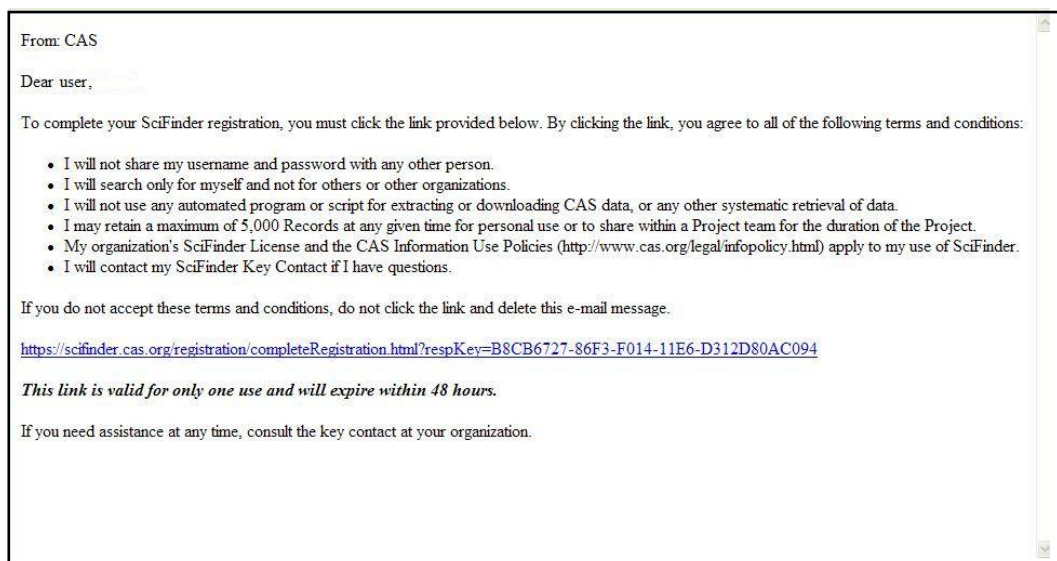 From: CAS
Dear user,
To complete your SciFinder registration, you must click the link provided below. By clicking the link, you agree to all of the following terms and conditions:
• I will not share my username and password with any other person.
• I will search only for myself and not for others or other organizations.
• I will not use any automated program or script for extracting or downloading CAS data, or any other systematic retrieval of data.
• I may retain a maximum of 5,000 Records at any given time for personal use or to share within a Project team for the duration of the Project.
• My organization's SciFinder License and the CAS Information Use Policies (http://www.cas.org/legal/infopolicy.html) apply to my use of SciFinder.
• I will contact my SciFinder Key Contact if I have questions.
If you do not accept these terms and conditions, do not click the link and delete this e-mail message.
https://scifinder.cas.org/registration/completeRegistration.html?respKey=B8CB6727-86F3-F014-11E6-D312D80AC094
This link is valid for only one use and will expire within 48 hours.
If you need assistance at any time, consult the key contact at your organization.